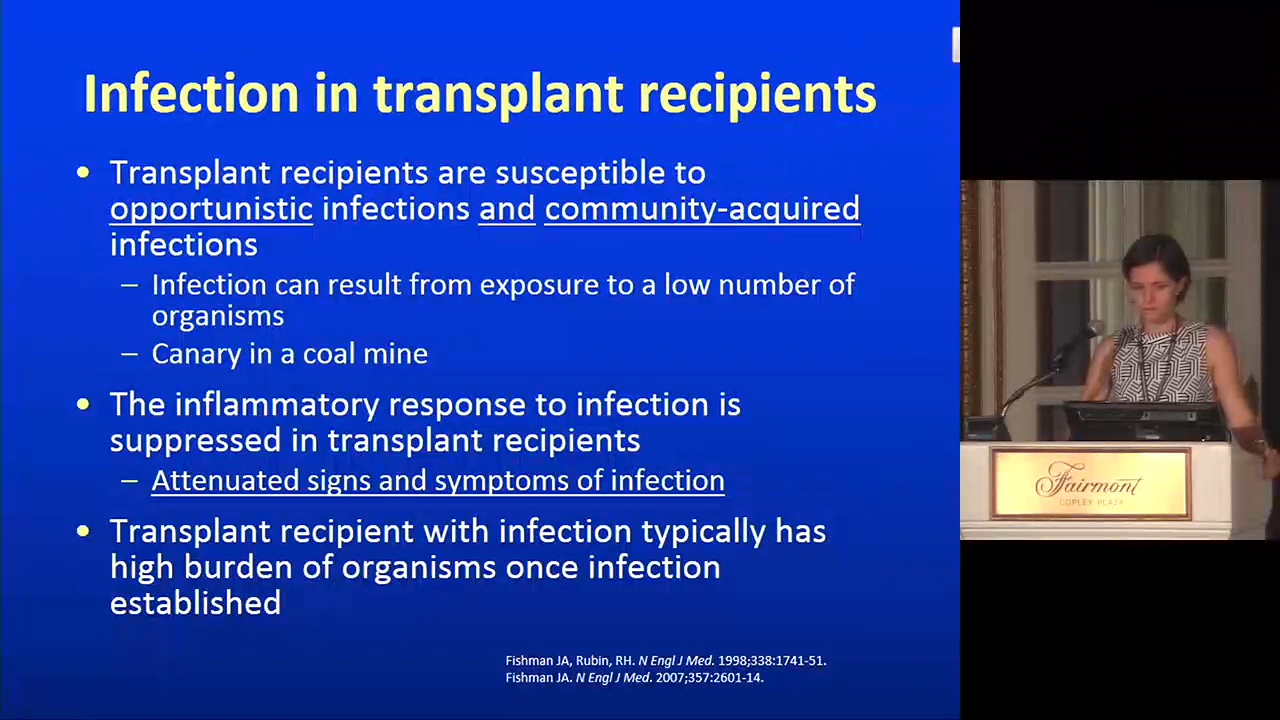 Infection in transplant recipients
• Transplant recipients are susceptible to
opportunistic infections and community-acquired
infections
– Infection can result from exposure to a low number of
organisms
– Canary in a coal mine
• The inflammatory response to infection is
suppressed in transplant recipients
– Attenuated signs and symptoms of infection
• Transplant recipient with infection typically has
high burden of organisms once infection
established
Fishman JA, Rubin, RH. N Engl J Med. 1998;338:1741-51.
Fishman JA. N Engl J Med. 2007;357:2601-14.
Fairmont
COPLEY PLAZA